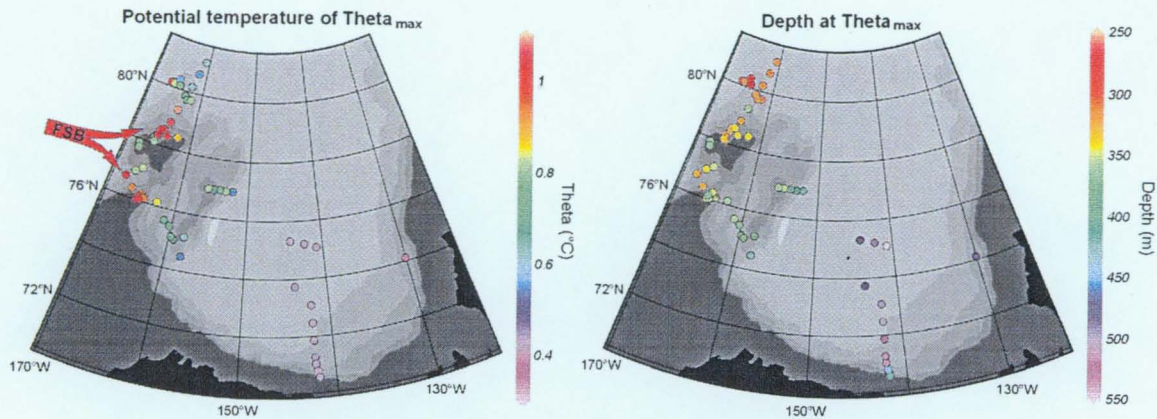 Potential temperature of Theta max
80°N
FSB
76°N
72°N
170°W
150°W
130°W
1
0.8
0.6
0.4
Theta (°C)
Depth at Theta max
80°N
76°N
72°N
170°W
150°W
130°W
250
300
350
400
450
500
550
Depth (m)